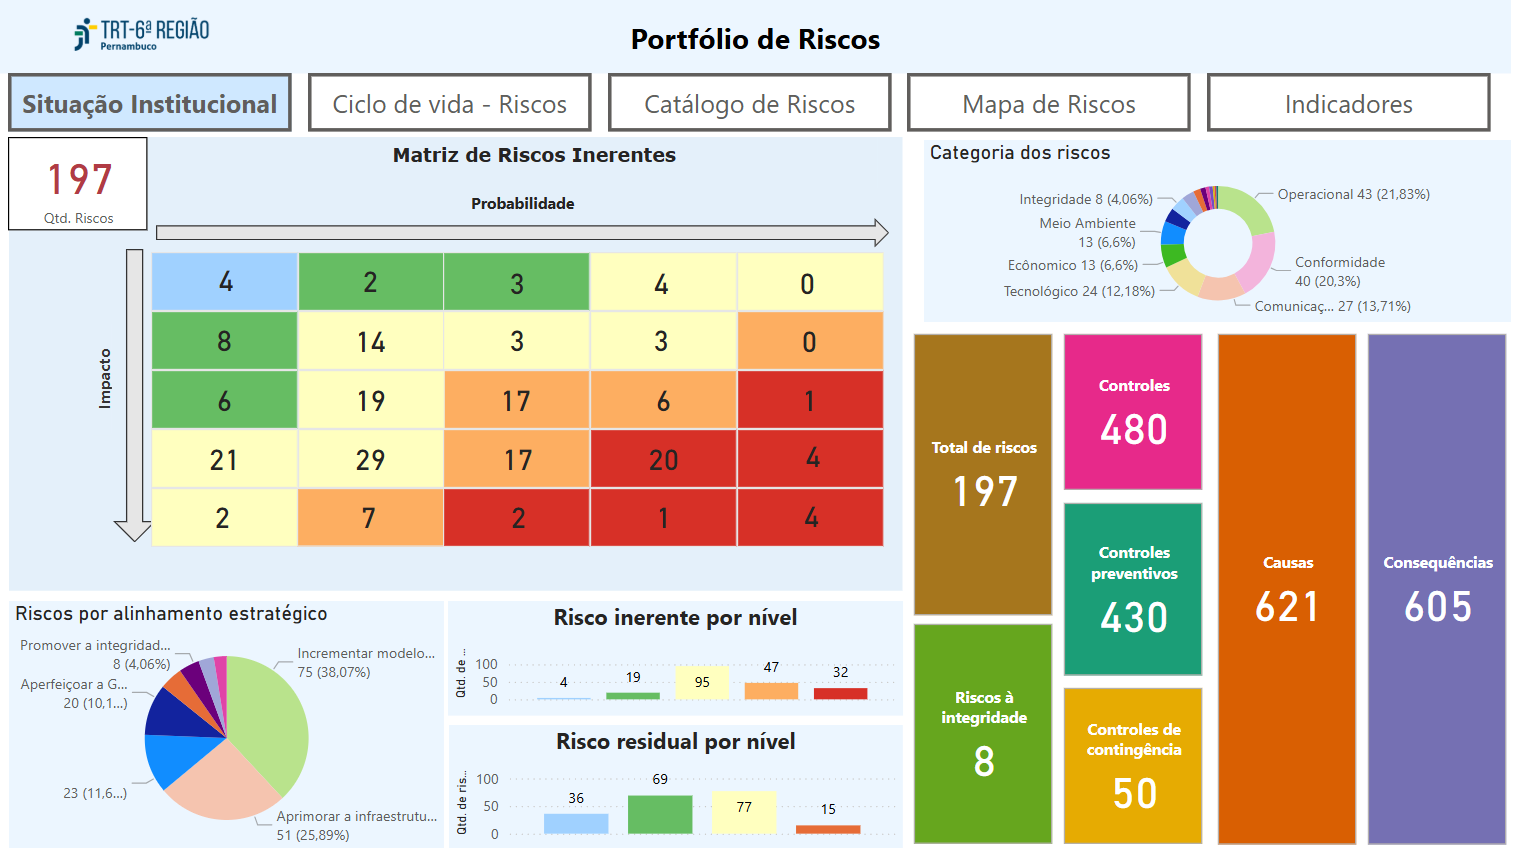 TRT-6ª REGIÃO
Pernambuco
Portfólio de Riscos
Situação Institucional
Ciclo de vida - Riscos
Catálogo de Riscos
Mapa de Riscos
Indicadores
197
Qtd. Riscos
Matriz de Riscos Inerentes
Probabilidade
Impacto
4 2 3 4 0
8 14 3 3 0
6 19 17 6 1
21 29 17 20 4
2 7 2 1 4
Categoria dos riscos
Integridade 8 (4,06%)
Meio Ambiente
13 (6,6%)
Ecônomico 13 (6,6%)
Tecnológico 24 (12,18%)
Operacional 43 (21,83%)
Conformidade
40 (20,3%)
Comunicaç... 27 (13,71%)
Total de riscos
197
Riscos à
integridade
8
Controles
480
Controles
preventivos
430
Controles de
contingência
50
Causas
621
Consequências
605
Riscos por alinhamento estratégico
Promover a integridad...
8 (4,06%)
Aperfeiçoar a G...
20 (10,1...)
23 (11,6...)
Incrementar modelo...
75 (38,07%)
Aprimorar a infraestrutu...
51 (25,89%)
Risco inerente por nível
Qtd. de ...
100
50
0
4 19 95 47 32
Risco residual por nível
Qtd. de ris...
100
50
0
36 69 77 15